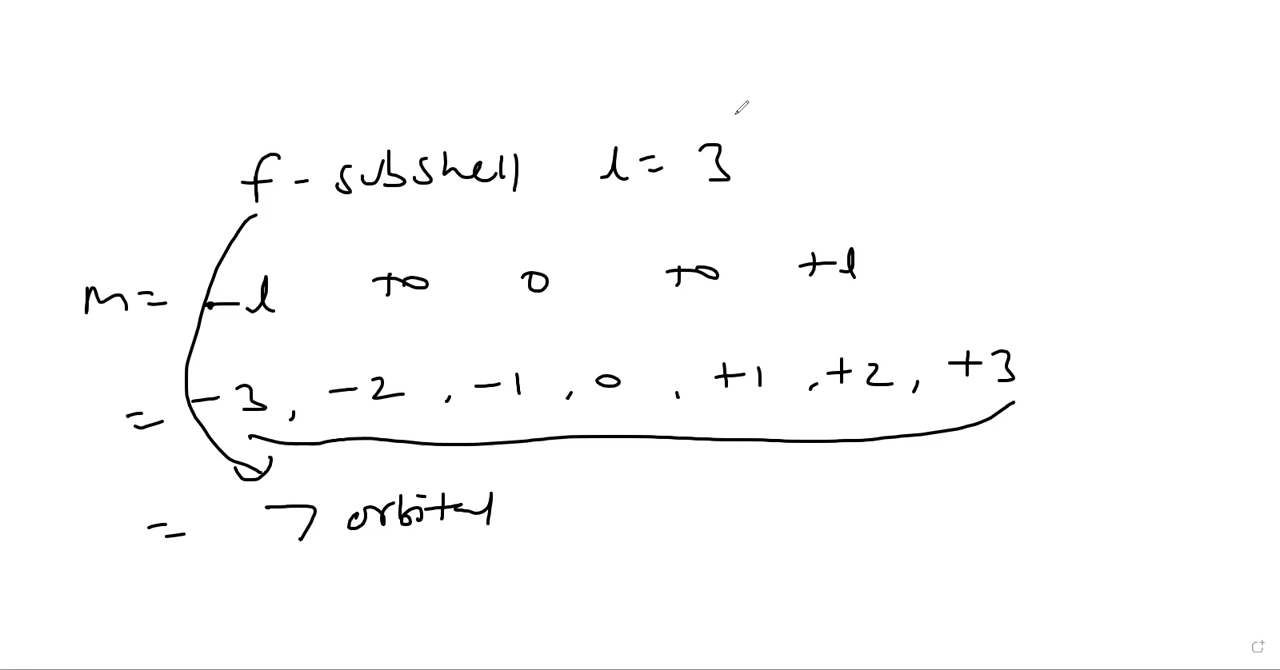 f - subshell l = 3
m = -l to 0 to +l
= -3, -2, -1, 0, +1, +2, +3
= 7 orbital